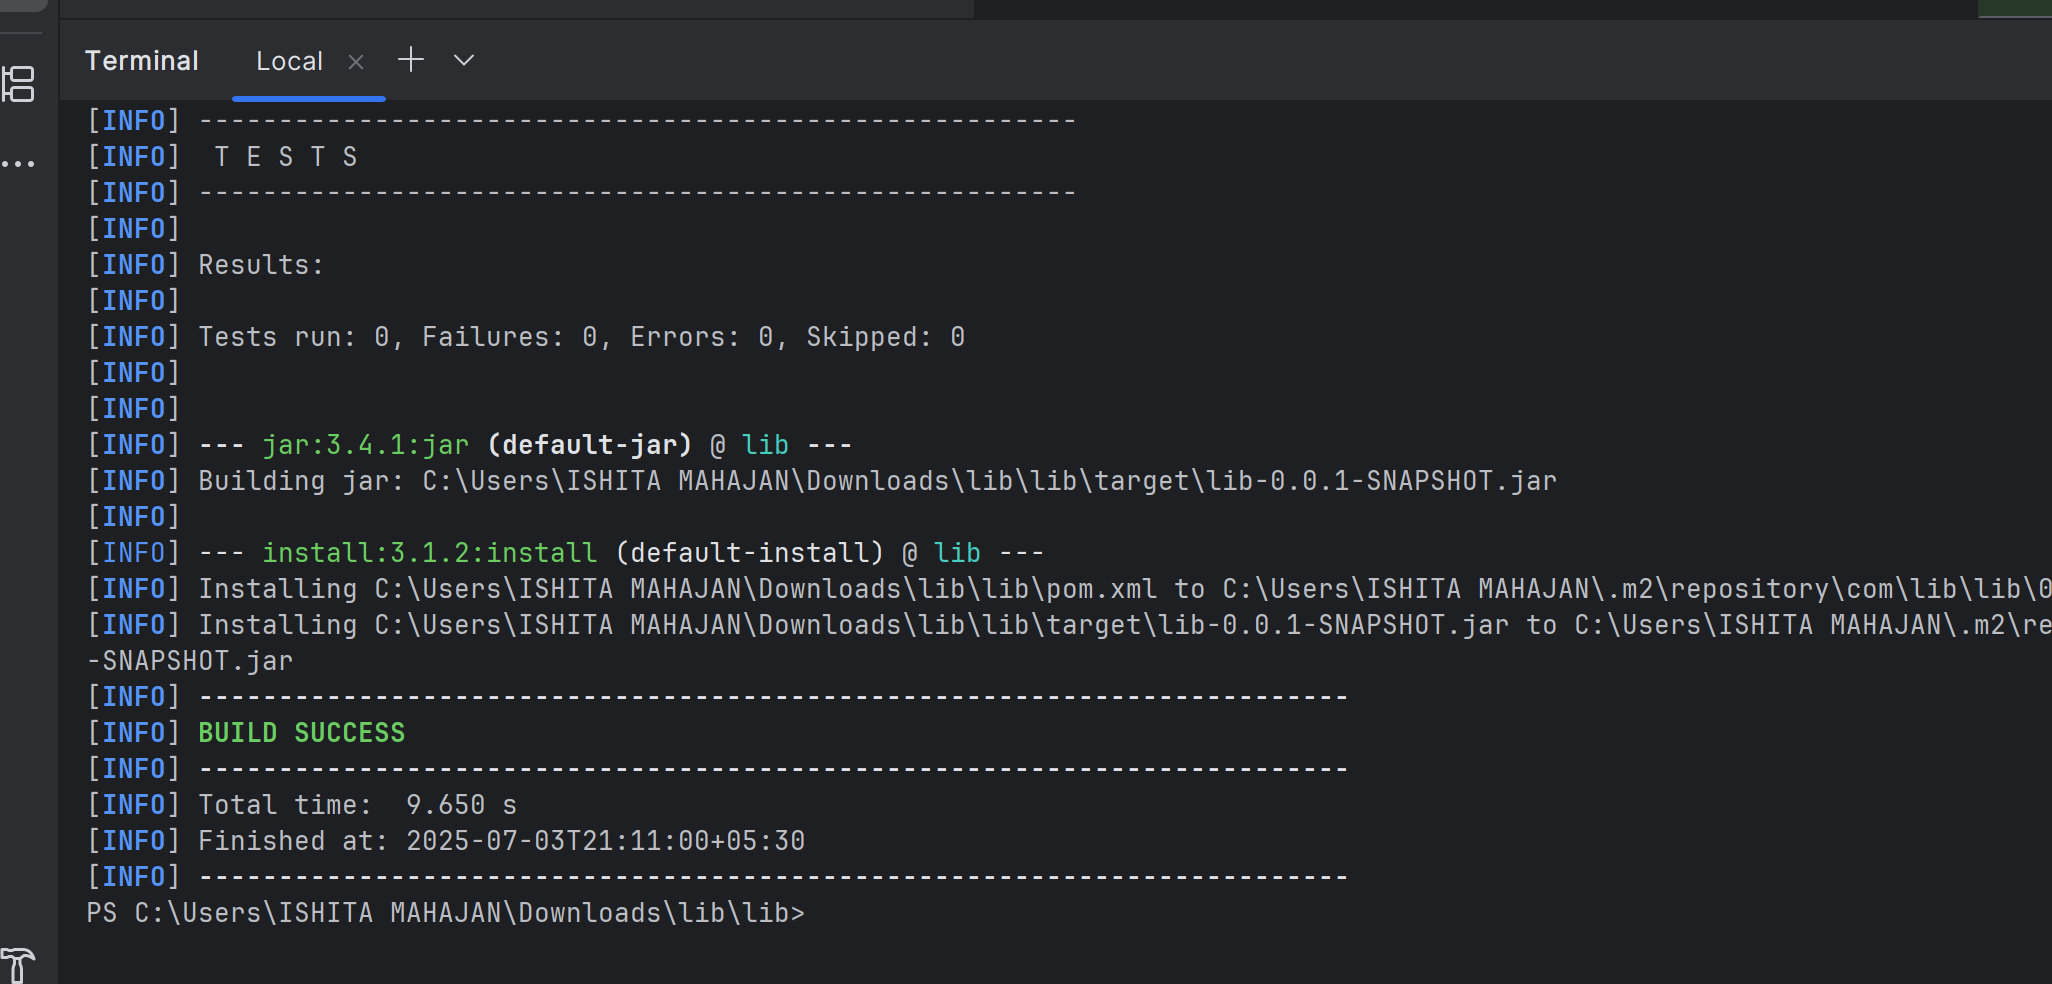 Terminal Local
[INFO] -------------------------------------------------------
[INFO]  T E S T S
[INFO] -------------------------------------------------------
[INFO]
[INFO] Results:
[INFO]
[INFO] Tests run: 0, Failures: 0, Errors: 0, Skipped: 0
[INFO]
[INFO]
[INFO] --- jar:3.4.1:jar (default-jar) @ lib ---
[INFO] Building jar: C:\Users\ISHITA MAHAJAN\Downloads\lib\lib\target\lib-0.0.1-SNAPSHOT.jar
[INFO]
[INFO] --- install:3.1.2:install (default-install) @ lib ---
[INFO] Installing C:\Users\ISHITA MAHAJAN\Downloads\lib\lib\pom.xml to C:\Users\ISHITA MAHAJAN\.m2\repository\com\lib\lib\0
[INFO] Installing C:\Users\ISHITA MAHAJAN\Downloads\lib\lib\target\lib-0.0.1-SNAPSHOT.jar to C:\Users\ISHITA MAHAJAN\.m2\re
-SNAPSHOT.jar
[INFO] ------------------------------------------------------------------------
[INFO] BUILD SUCCESS
[INFO] ------------------------------------------------------------------------
[INFO] Total time:  9.650 s
[INFO] Finished at: 2025-07-03T21:11:00+05:30
[INFO] ------------------------------------------------------------------------
PS C:\Users\ISHITA MAHAJAN\Downloads\lib\lib>